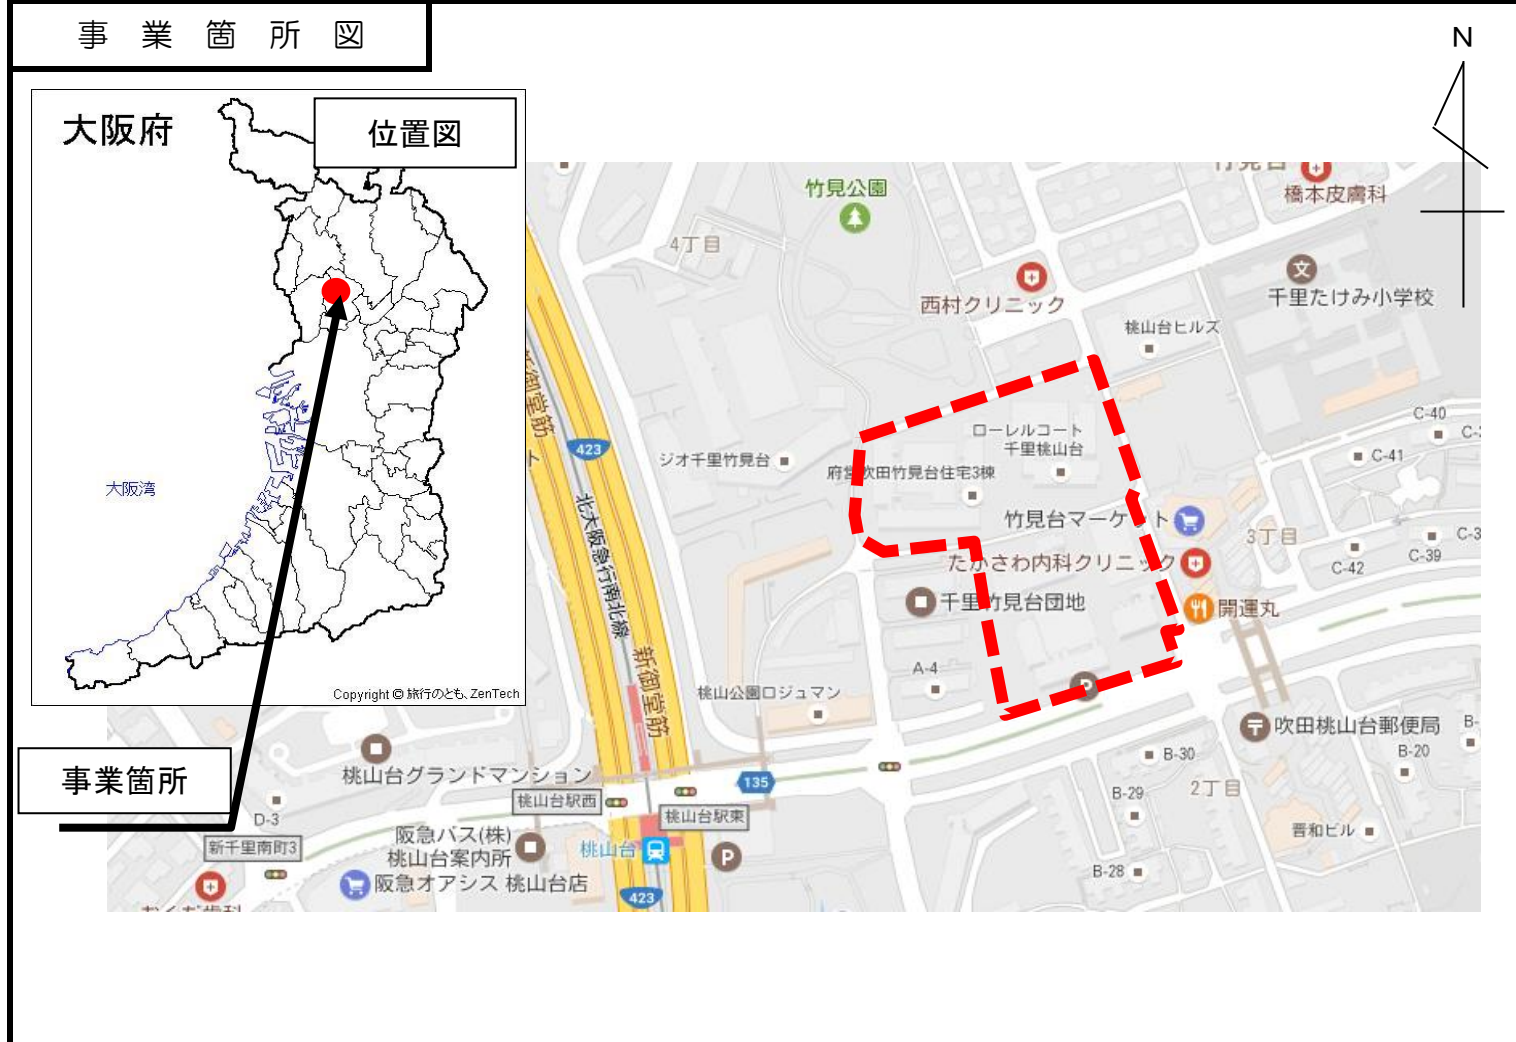 事業箇所図
N
大阪府
位置図
大阪湾
Copyright © 旅行のとも、ZenTech
事業箇所
竹見公園
橋本皮膚科
4丁目
千里たけみ小学校
西村クリニック
桃山台ヒルズ
新御堂筋
423
C-40
ローレルコート
千里桃山台
ジオ千里竹見台
C-41
府営吹田竹見台住宅3棟
北大阪急行南北線
竹見台マーケット
3丁目
C-39
C-42
たかさわ内科クリニック
千里竹見台団地
開運丸
A-4
新御堂筋
桃山公園ロジュマン
P
吹田桃山台郵便局
B-30
B-20
桃山台グランドマンション
135
2丁目
B-29
桃山台駅西
桃山台駅東
D-3
新千里南町3
阪急バス(株)
桃山台案内所
桃山台
P
晋和ビル
B-28
阪急オアシス 桃山台店
423